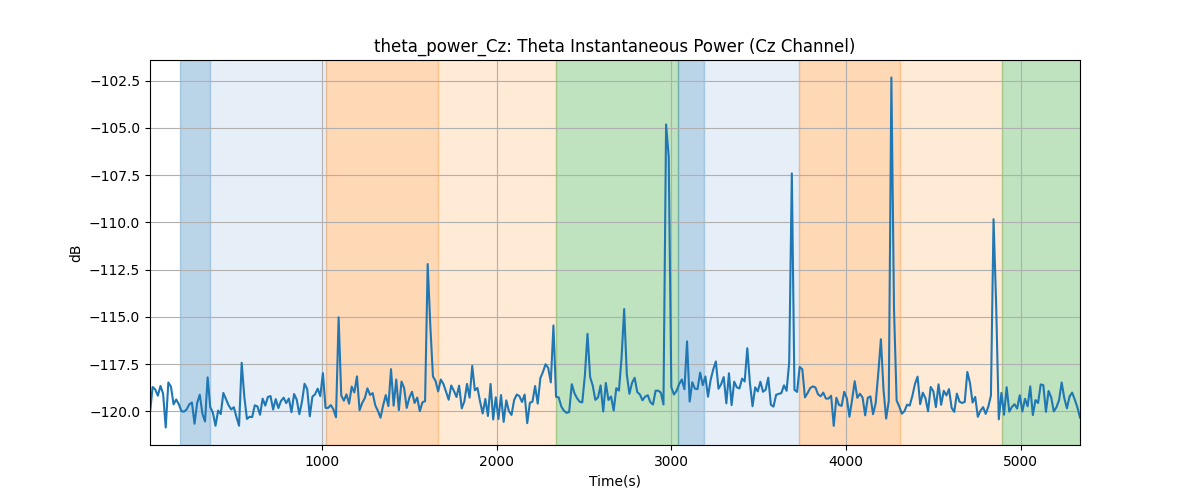 theta_power_Cz: Theta Instantaneous Power (Cz Channel)
dB
−102.5
−105.0
−107.5
−110.0
−112.5
−115.0
−117.5
−120.0
1000 2000 3000 4000 5000
Time(s)